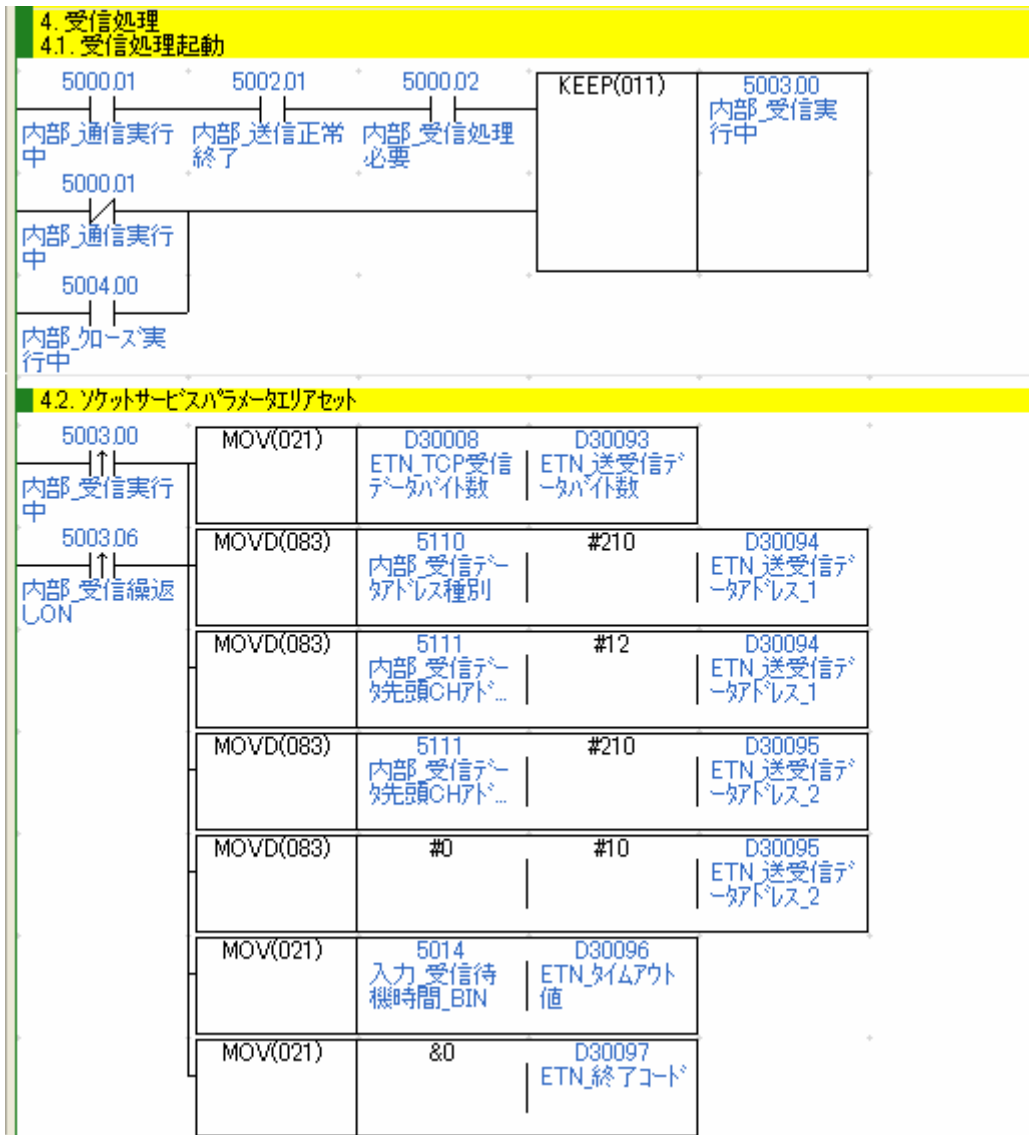 4. 受信処理
4.1. 受信処理起動
5000.01 5002.01 5000.02 KEEP(011) 5003.00
内部_通信実行中 内部_送信正常終了 内部_受信処理必要 内部_受信実行中
5000.01
内部_通信実行中
5004.00
内部_ｸﾛｰｽﾞ実行中
4.2. ｿｹｯﾄｻｰﾋﾞｽﾊﾟﾗﾒｰﾀｴﾘｱｾｯﾄ
5003.00 MOV(021) D30008 D30093
内部_受信実行中 ETN_TCP受信ﾃﾞｰﾀﾊﾞｲﾄ数 ETN_送受信ﾃﾞｰﾀﾊﾞｲﾄ数
5003.06 MOVD(083) 5110 #210 D30094
内部_受信繰返しON 内部_受信ﾃﾞｰﾀｱﾄﾞﾚｽ種別 ETN_送受信ﾃﾞｰﾀｱﾄﾞﾚｽ_1
MOVD(083) 5111 #12 D30094
内部_受信ﾃﾞｰﾀ先頭CHｱﾄﾞ... ETN_送受信ﾃﾞｰﾀｱﾄﾞﾚｽ_1
MOVD(083) 5111 #210 D30095
内部_受信ﾃﾞｰﾀ先頭CHｱﾄﾞ... ETN_送受信ﾃﾞｰﾀｱﾄﾞﾚｽ_2
MOVD(083) #0 #10 D30095
ETN_送受信ﾃﾞｰﾀｱﾄﾞﾚｽ_2
MOV(021) 5014 D30096
入力_受信待機時間_BIN ETN_ﾀｲﾑｱｳﾄ値
MOV(021) &0 D30097
ETN_終了ｺｰﾄﾞ